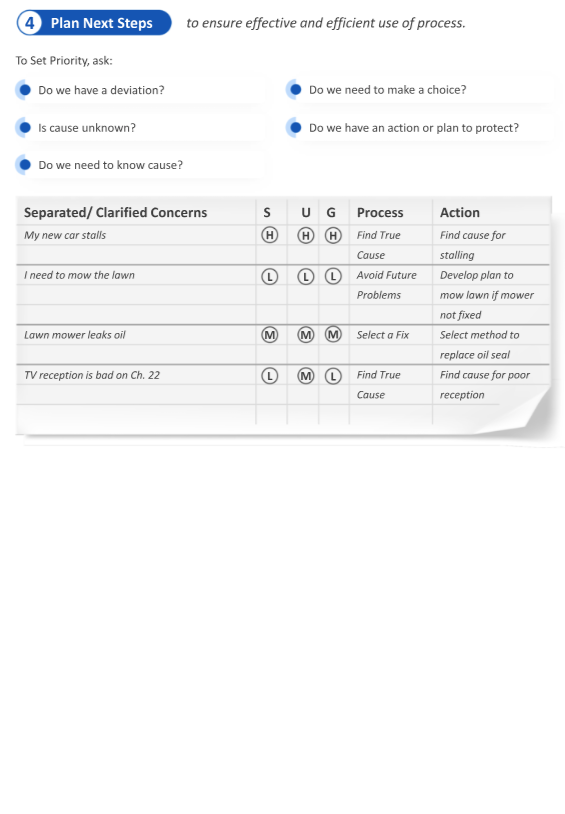 4 Plan Next Steps to ensure effective and efficient use of process.
To Set Priority, ask:
Do we have a deviation? Do we need to make a choice?
Is cause unknown? Do we have an action or plan to protect?
Do we need to know cause?
Separated/ Clarified Concerns S U G Process Action
My new car stalls H H H Find True Find cause for
Cause stalling
I need to mow the lawn L L L Avoid Future Develop plan to
Problems mow lawn if mower
not fixed
Lawn mower leaks oil M M M Select a Fix Select method to
replace oil seal
TV reception is bad on Ch. 22 L M L Find True Find cause for poor
Cause reception